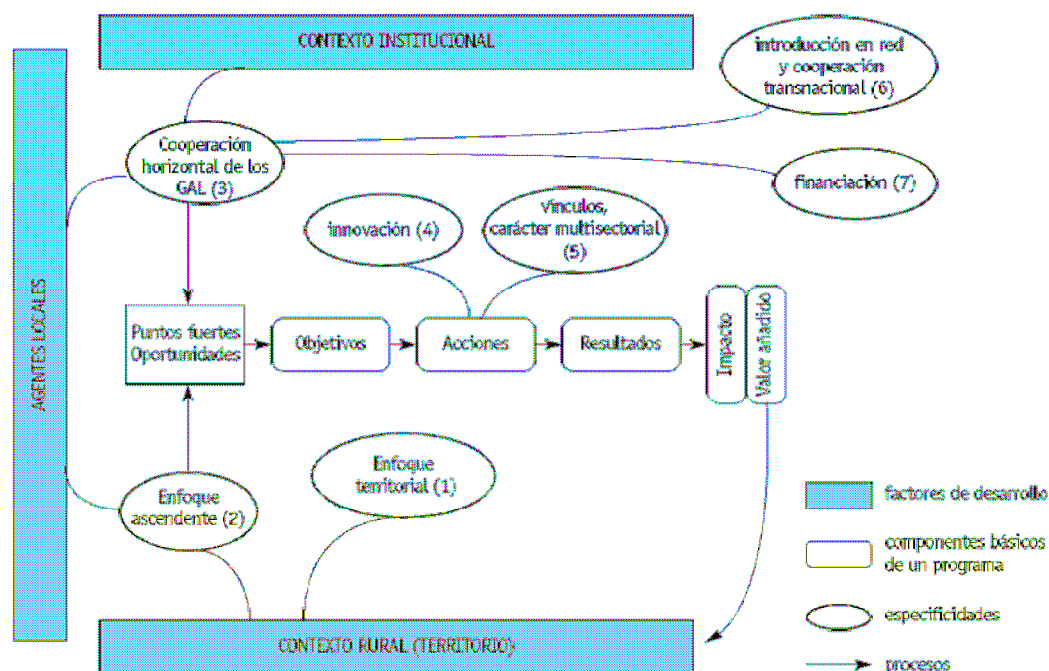 CONTEXTO INSTITUCIONAL
introducción en red
y cooperación
transnacional (6)
Cooperación
horizontal de los
GAL (3)
financiación (7)
innovación (4)
vínculos,
carácter multisectorial
(5)
AGENTES LOCALES
Puntos fuertes
Oportunidades
Objetivos
Acciones
Resultados
Impacto
Valor añadido
Enfoque
territorial (1)
Enfoque
ascendente (2)
factores de desarrollo
componentes básicos
de un programa
especificidades
procesos
CONTEXTO RURAL (TERRITORIO)